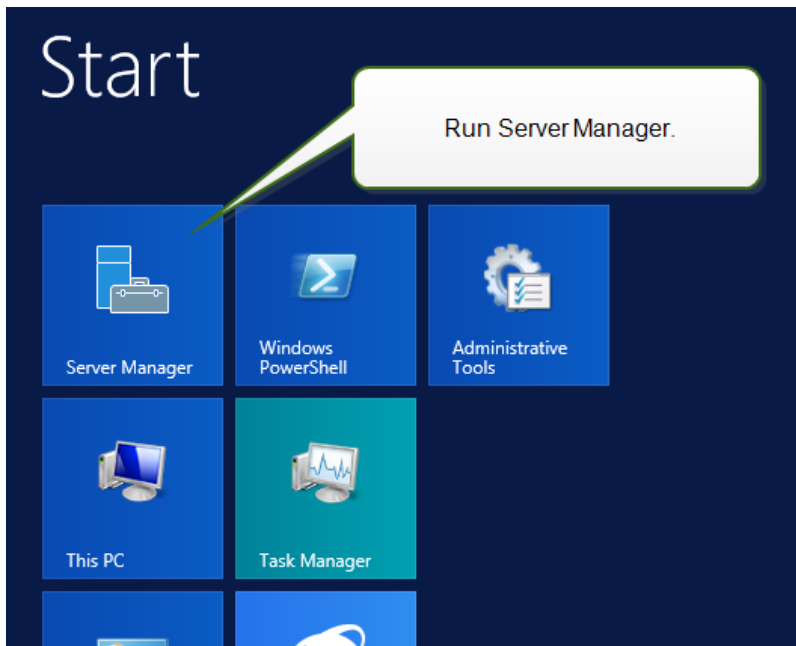 Start
Run Server Manager.
Server Manager
Windows
PowerShell
Administrative
Tools
This PC
Task Manager